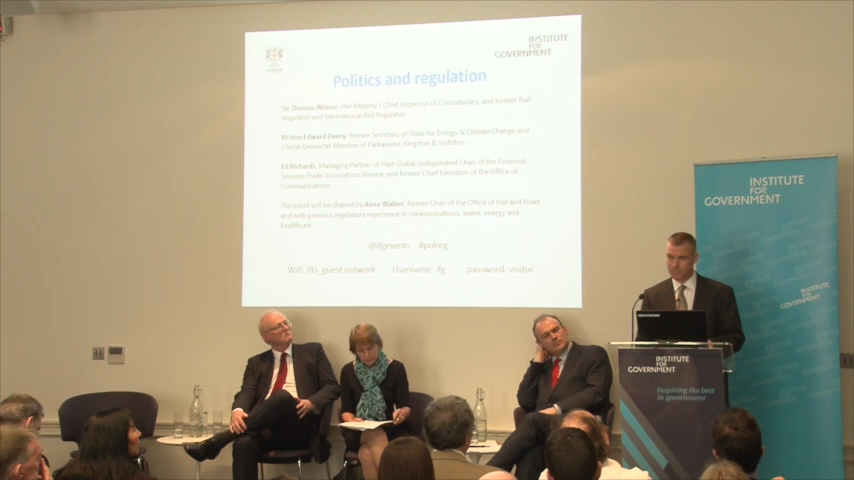 INSTITUTE
FOR
GOVERNMENT
Politics and regulation
Sir Thomas Winsor, Her Majesty's Chief Inspector of Constabulary, and former Rail
Regulator and International Rail Regulator
Rt Hon Edward Davey, former Secretary of State for Energy & Climate Change and
Liberal Democrat Member of Parliament, Kingston & Surbiton
Ed Richards, Managing Partner of Flint Global, Independent Chair of the Financial
Services Trade Associations Review, and former Chief Executive of the Office of
Communications
The event will be chaired by Anna Walker, former Chair of the Office of Rail and Road
and with previous regulatory experience in communications, water, energy and
healthcare
@ifgevents #polreg
Wifi: IfG_guest network Username: ifg password: visitor
INSTITUTE
FOR
GOVERNMENT
INSTITUTE
FOR
GOVERNMENT
INSTITUTE
FOR
GOVERNMENT
Inspiring the best
in government